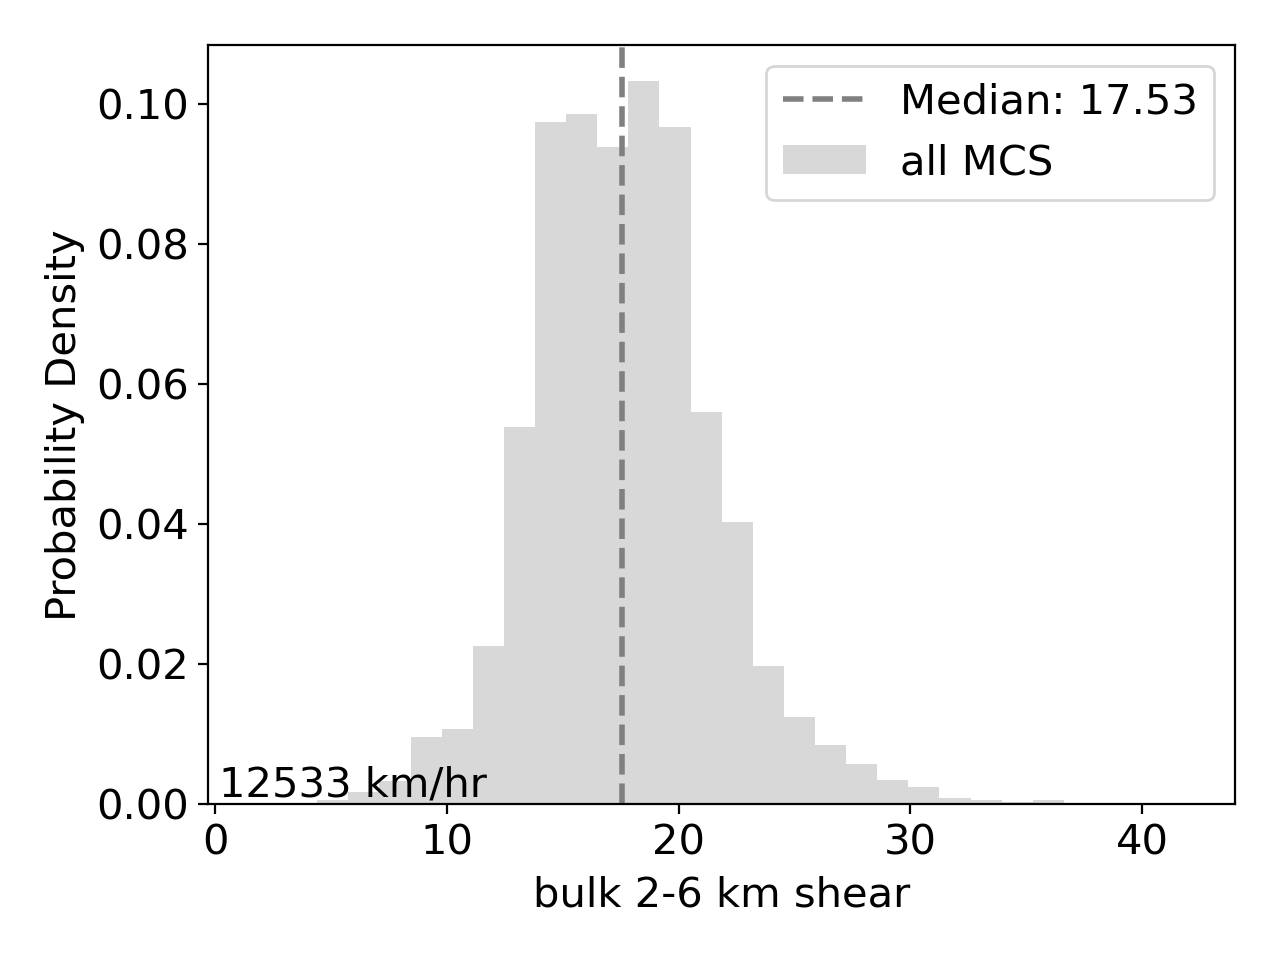 Median: 17.53
all MCS
0.10
0.08
0.06
0.04
0.02
0.00
Probability Density
12533 km/hr
0 10 20 30 40
bulk 2-6 km shear